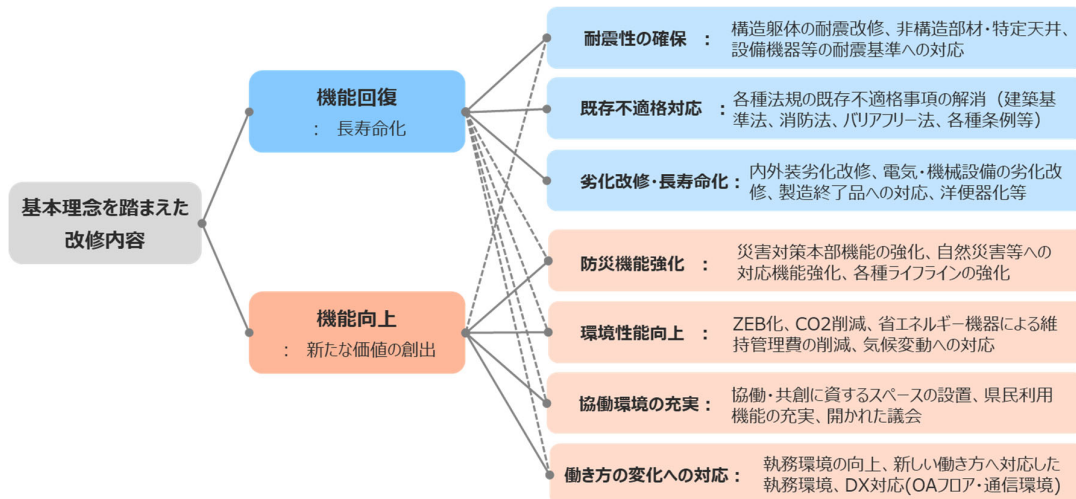 基本理念を踏まえた
改修内容
機能回復
： 長寿命化
機能向上
： 新たな価値の創出
耐震性の確保 ： 構造躯体の耐震改修、非構造部材・特定天井、
設備機器等の耐震基準への対応
既存不適格対応 ： 各種法規の既存不適格事項の解消（建築基
準法、消防法、バリアフリー法、各種条例等）
劣化改修・長寿命化： 内外装劣化改修、電気・機械設備の劣化改
修、製造終了品への対応、洋便器化等
防災機能強化 ： 災害対策本部機能の強化、自然災害等への
対応機能強化、各種ライフラインの強化
環境性能向上 ： ZEB化、CO2削減、省エネルギー機器による維
持管理費の削減、気候変動への対応
協働環境の充実： 協働・共創に資するスペースの設置、県民利用
機能の充実、開かれた議会
働き方の変化への対応： 執務環境の向上、新しい働き方へ対応した
執務環境、DX対応(OAフロア・通信環境)